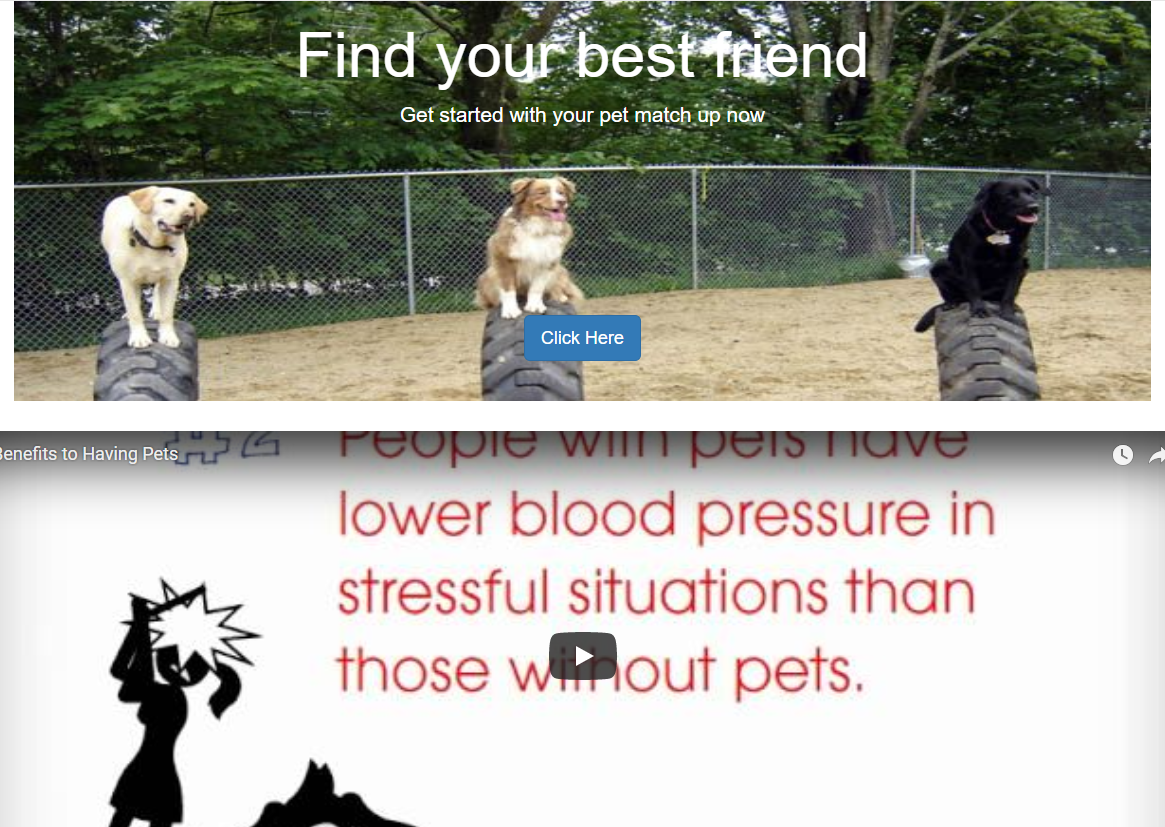 Find your best friend
Get started with your pet match up now
Click Here
Benefits to Having Pets
#2 People with pets have
lower blood pressure in
stressful situations than
those without pets.